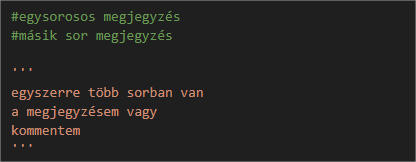 #egysorosos megjegyzés
#másik sor megjegyzés
'''
egyszerre több sorban van
a megjegyzésem vagy
kommentem
'''